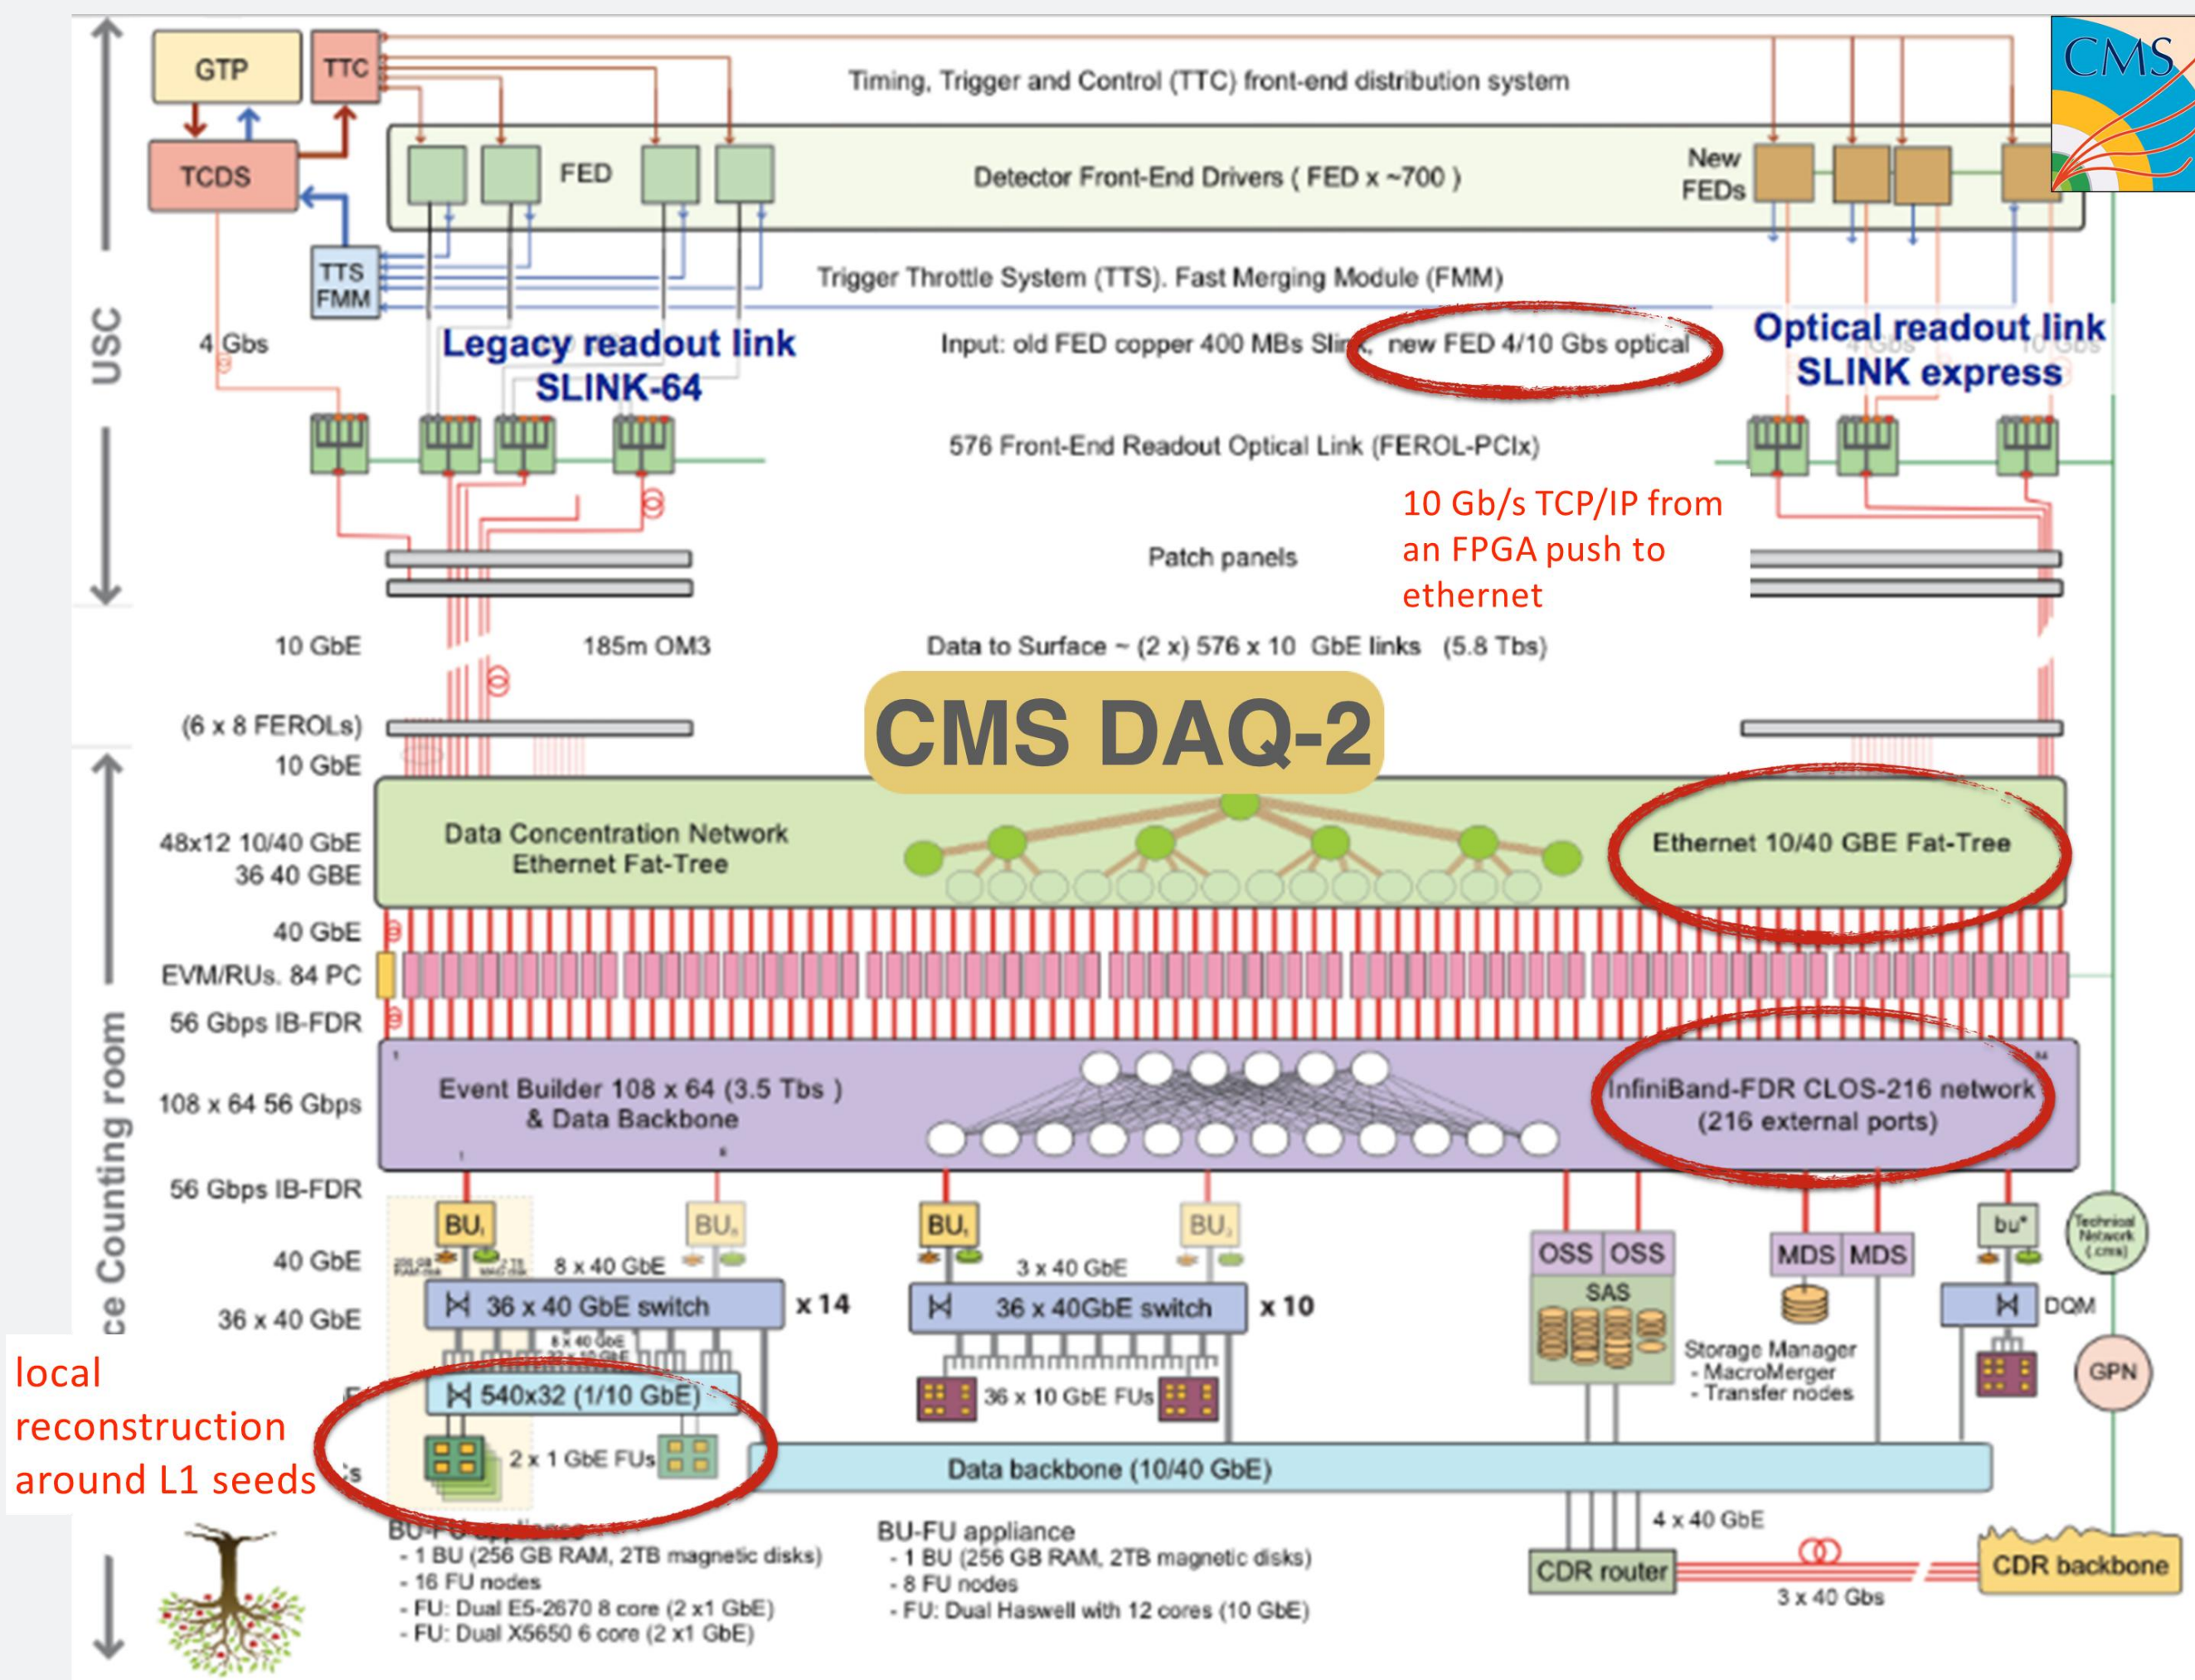 GTP
TTC
Timing, Trigger and Control (TTC) front-end distribution system
CMS
TCDS
FED
Detector Front-End Drivers ( FED x ~700 )
New
FEDs
TTS
FMM
Trigger Throttle System (TTS). Fast Merging Module (FMM)
USC
4 Gbs
Legacy readout link
SLINK-64
Input: old FED copper 400 MBs Slink, new FED 4/10 Gbs optical
Optical readout link
SLINK express
4 Gbs
10 Gbs
576 Front-End Readout Optical Link (FEROL-PCIx)
10 Gb/s TCP/IP from
an FPGA push to
ethernet
Patch panels
10 GbE
185m OM3
Data to Surface ~ (2 x) 576 x 10 GbE links (5.8 Tbs)
CMS DAQ-2
(6 x 8 FEROLs)
10 GbE
48x12 10/40 GbE
36 40 GBE
Data Concentration Network
Ethernet Fat-Tree
Ethernet 10/40 GBE Fat-Tree
40 GbE
EVM/RUs. 84 PC
56 Gbps IB-FDR
ce Counting room
108 x 64 56 Gbps
1
Event Builder 108 x 64 (3.5 Tbs )
& Data Backbone
InfiniBand-FDR CLOS-216 network
(216 external ports)
56 Gbps IB-FDR
BU1
BU
BU1
BU2
bu*
Technical
Network
(.cms)
40 GbE
8 x 40 GbE
3 x 40 GbE
OSS
OSS
MDS
MDS
SAS
36 x 40 GbE
36 x 40 GbE switch
x 14
36 x 40GbE switch
x 10
DQM
8 x 40 GbE
Storage Manager
- MacroMerger
- Transfer nodes
GPN
local
reconstruction
around L1 seeds
540x32 (1/10 GbE)
36 x 10 GbE FUs
2 x 1 GbE FUs
Data backbone (10/40 GbE)
BU-FU appliance
- 1 BU (256 GB RAM, 2TB magnetic disks)
- 16 FU nodes
- FU: Dual E5-2670 8 core (2 x1 GbE)
- FU: Dual X5650 6 core (2 x1 GbE)
BU-FU appliance
- 1 BU (256 GB RAM, 2TB magnetic disks)
- 8 FU nodes
- FU: Dual Haswell with 12 cores (10 GbE)
4 x 40 GbE
CDR router
3 x 40 Gbs
CDR backbone